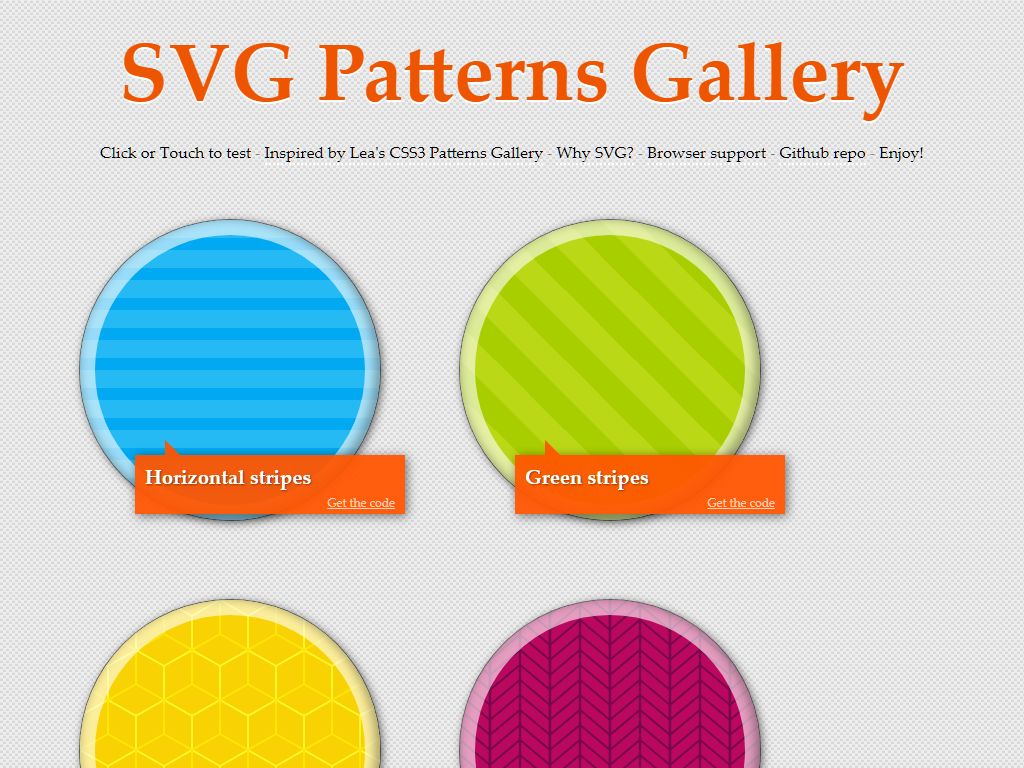 SVG Patterns Gallery
Click or Touch to test - Inspired by Lea's CSS3 Patterns Gallery - Why SVG? - Browser support - Github repo - Enjoy!
Horizontal stripes
Get the code
Green stripes
Get the code